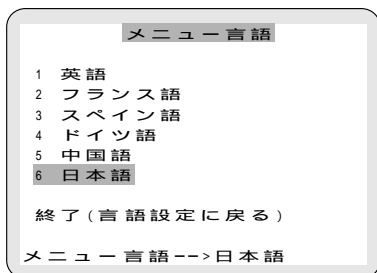 メニュー言語
1 英語
2 フランス語
3 スペイン語
4 ドイツ語
5 中国語
6 日本語
終了(言語設定に戻る)
メニュー言語-->日本語